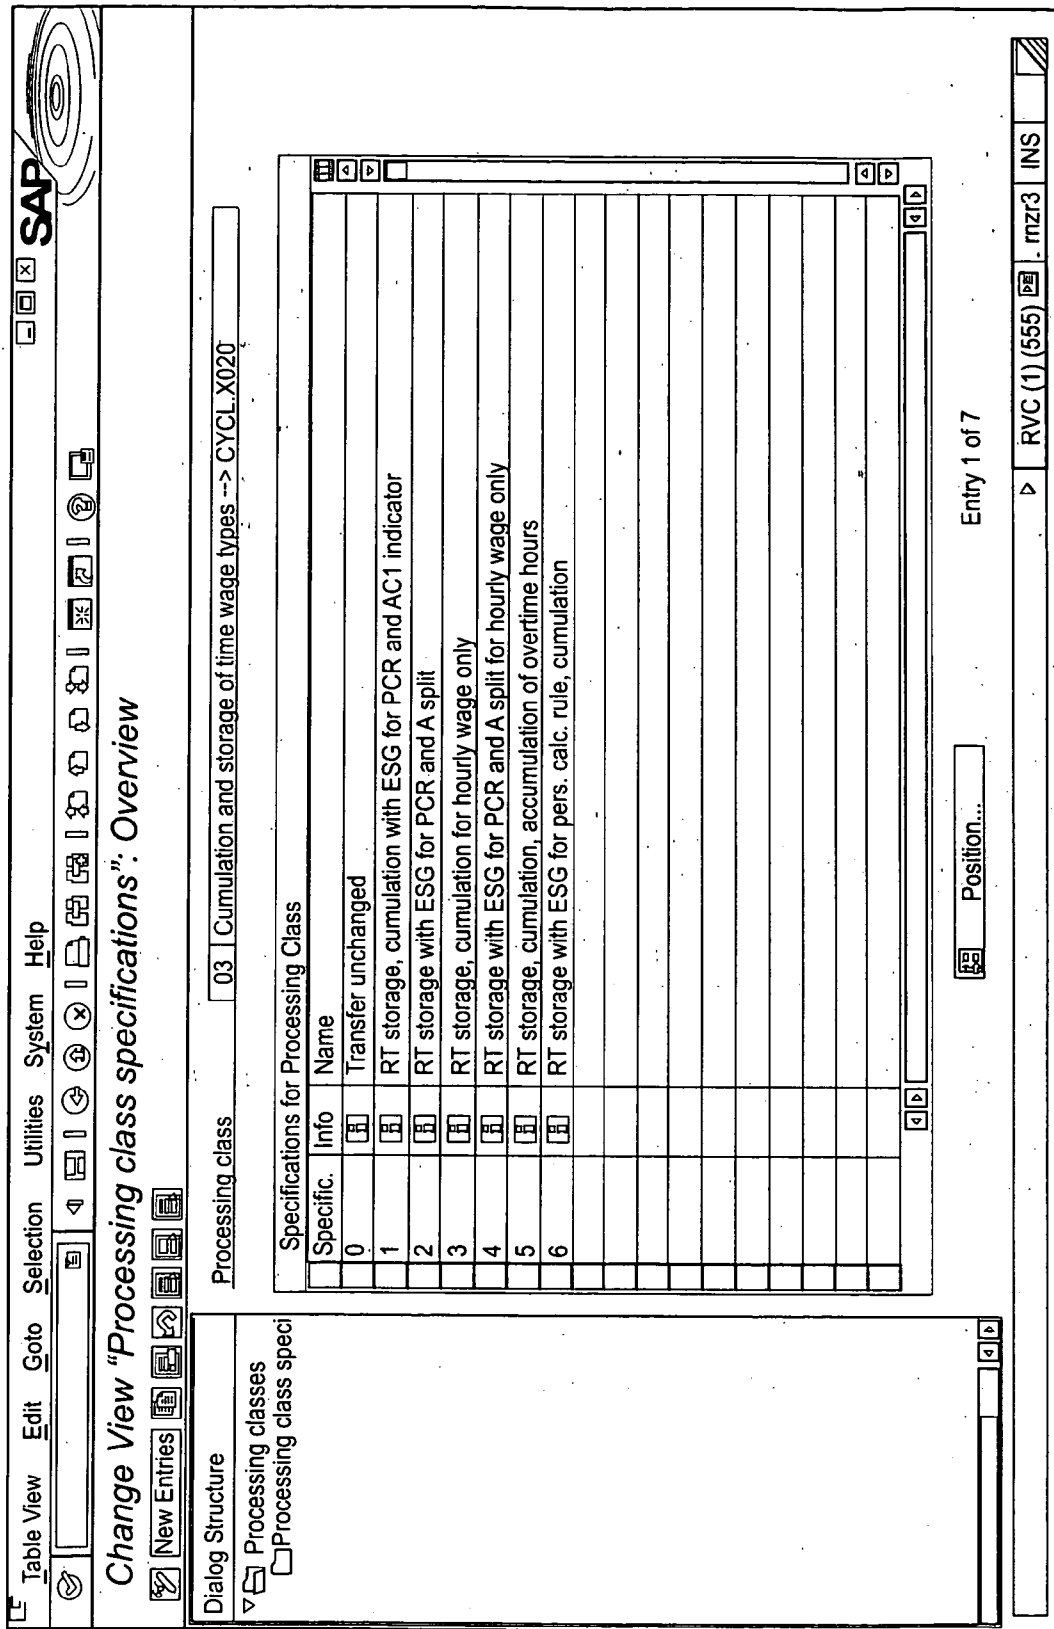 Table View Edit Goto Selection Utilities System Help
SAP
Change View "Processing class specifications": Overview
New Entries
Dialog Structure
Processing classes
Processing class speci
Processing class 03 Cumulation and storage of time wage types --> CYCL.X020
Specifications for Processing Class
Specific. Info Name
0 Transfer unchanged
1 RT storage, cumulation with ESG for PCR and AC1 indicator
2 RT storage with ESG for PCR and A split
3 RT storage, cumulation for hourly wage only
4 RT storage with ESG for PCR and A split for hourly wage only
5 RT storage, cumulation, accumulation of overtime hours
6 RT storage with ESG for pers. calc. rule, cumulation
Position...
Entry 1 of 7
RVC (1) (555) rnzr3 INS